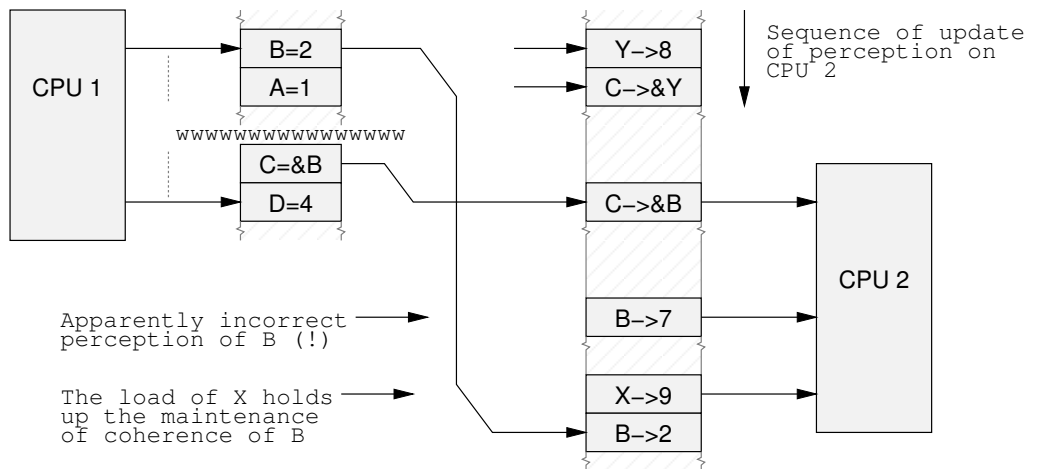 CPU 1
B=2
A=1
wwwwwwwwwwwwwwww
C=&B
D=4
Y->8
C->&Y
Sequence of update
of perception on
CPU 2
C->&B
CPU 2
Apparently incorrect
perception of B (!)
B->7
The load of X holds
up the maintenance
of coherence of B
X->9
B->2